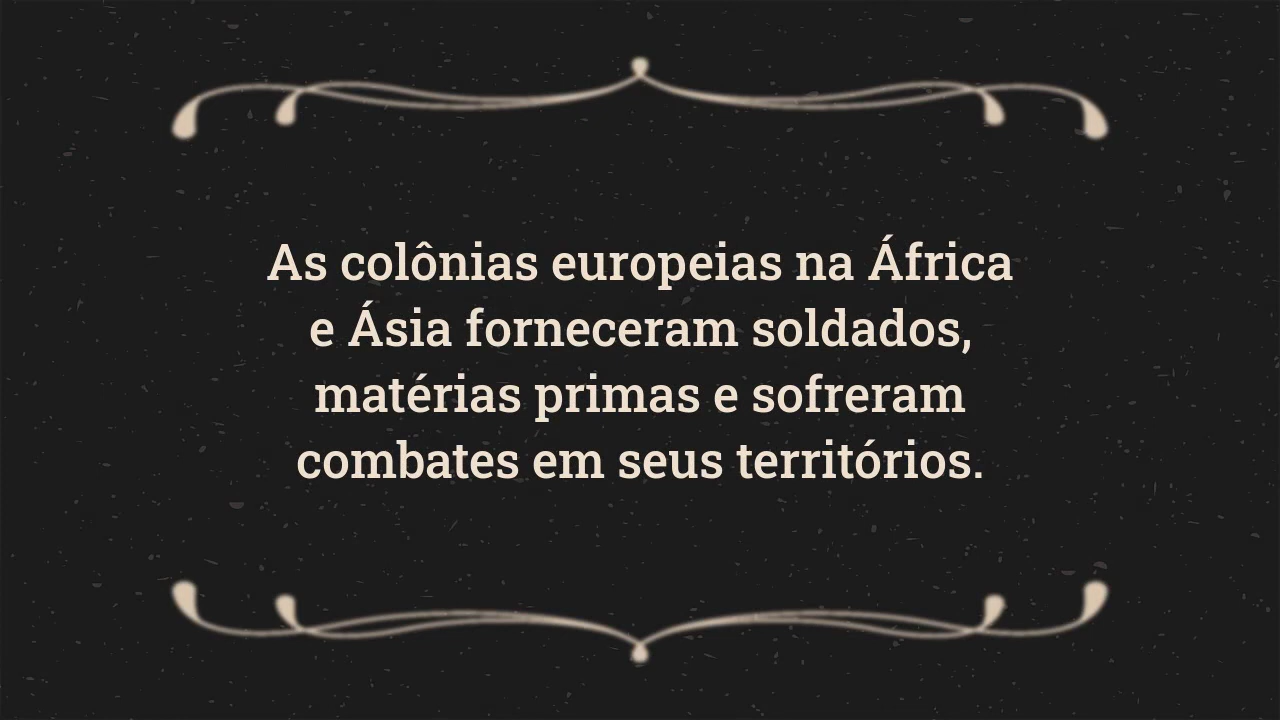 As colônias europeias na África
e Ásia forneceram soldados,
matérias primas e sofreram
combates em seus territórios.